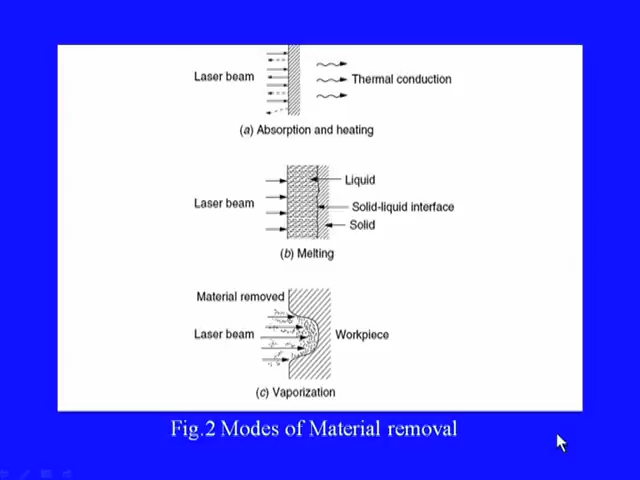 Laser beam
Thermal conduction
(a) Absorption and heating
Liquid
Laser beam
Solid-liquid interface
Solid
(b) Melting
Material removed
Laser beam
Workpiece
(c) Vaporization
Fig.2 Modes of Material removal